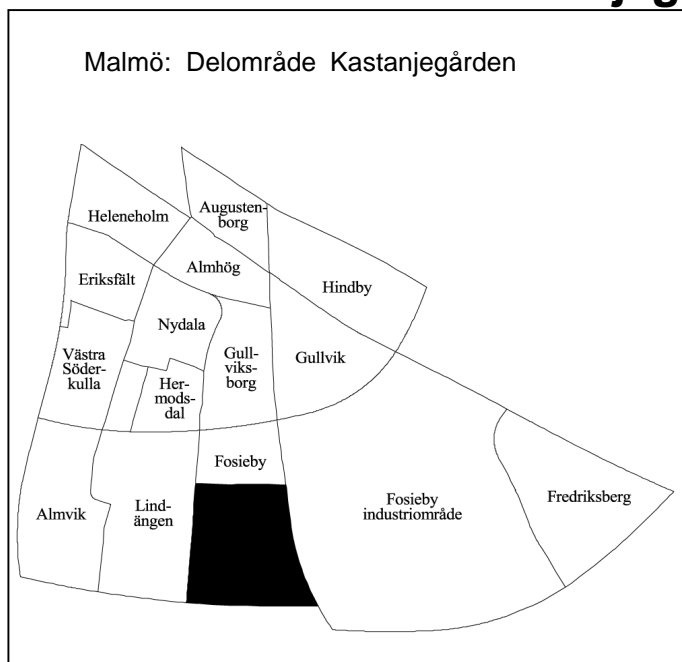 Malmö: Delområde Kastanjegården
Heleneholm
Augusten-
borg
Almhög
Eriksfält
Hindby
Nydala
Västra
Söder-
kulla
Gull-
viks-
borg
Gullvik
Her-
mods-
dal
Fosieby
Almvik
Lind-
ängen
Fosieby
industriområde
Fredriksberg